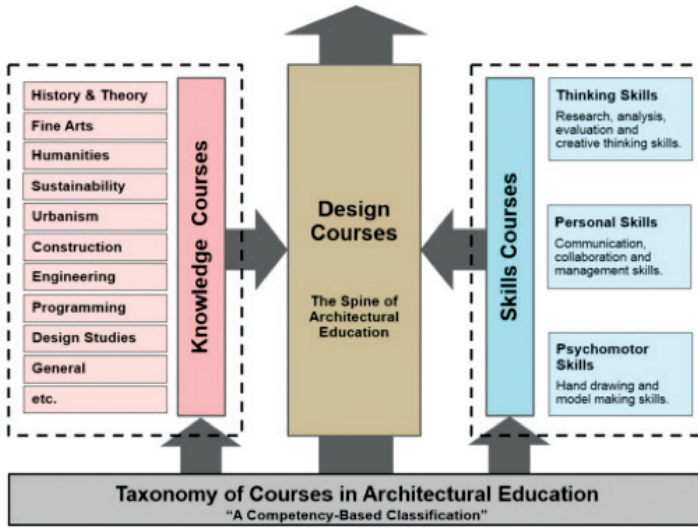 History & Theory
Fine Arts
Humanities
Sustainability
Urbanism
Construction
Engineering
Programming
Design Studies
General
etc.
Knowledge Courses
Design
Courses
The Spine of
Architectural
Education
Skills Courses
Thinking Skills
Research, analysis,
evaluation and
creative thinking skills.
Personal Skills
Communication,
collaboration and
management skills.
Psychomotor
Skills
Hand drawing and
model making skills.
Taxonomy of Courses in Architectural Education
“A Competency-Based Classification”